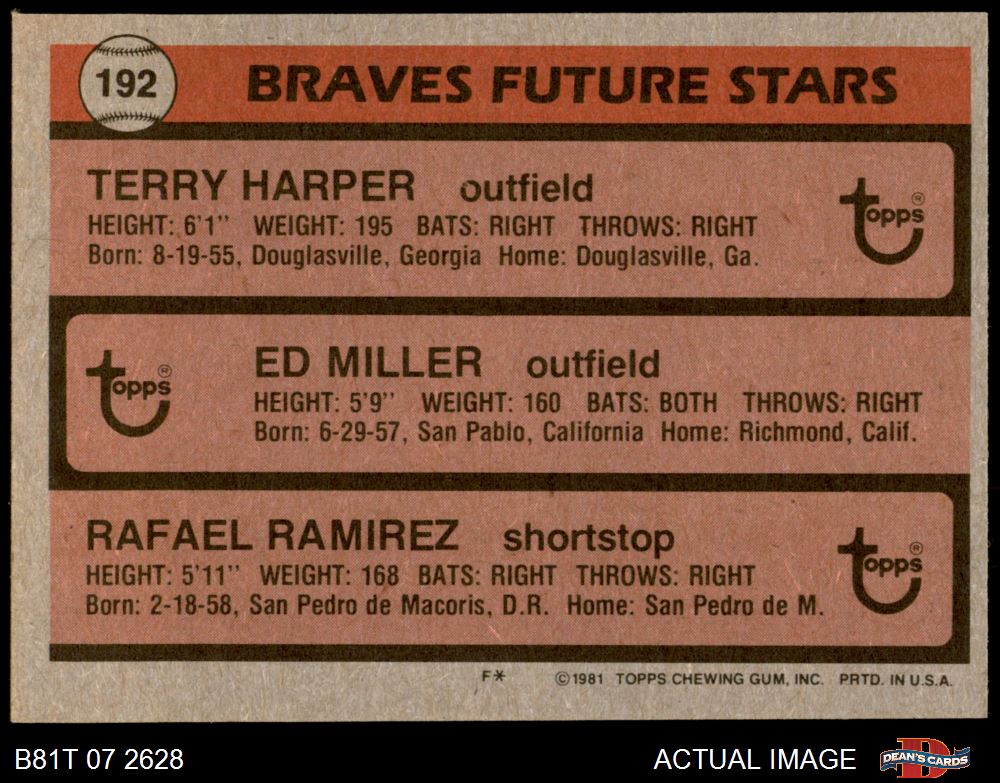 192
BRAVES FUTURE STARS
TERRY HARPER outfield
HEIGHT: 6'1" WEIGHT: 195 BATS: RIGHT THROWS: RIGHT
Born: 8-19-55, Douglasville, Georgia Home: Douglasville, Ga.
topps ®
ED MILLER outfield
HEIGHT: 5'9" WEIGHT: 160 BATS: BOTH THROWS: RIGHT
Born: 6-29-57, San Pablo, California Home: Richmond, Calif.
topps ®
RAFAEL RAMIREZ shortstop
HEIGHT: 5'11" WEIGHT: 168 BATS: RIGHT THROWS: RIGHT
Born: 2-18-58, San Pedro de Macoris, D.R. Home: San Pedro de M.
topps ®
F* ©1981 TOPPS CHEWING GUM, INC. PRTD. IN U.S.A.
B81T 07 2628 ACTUAL IMAGE D DEAN'S CARDS